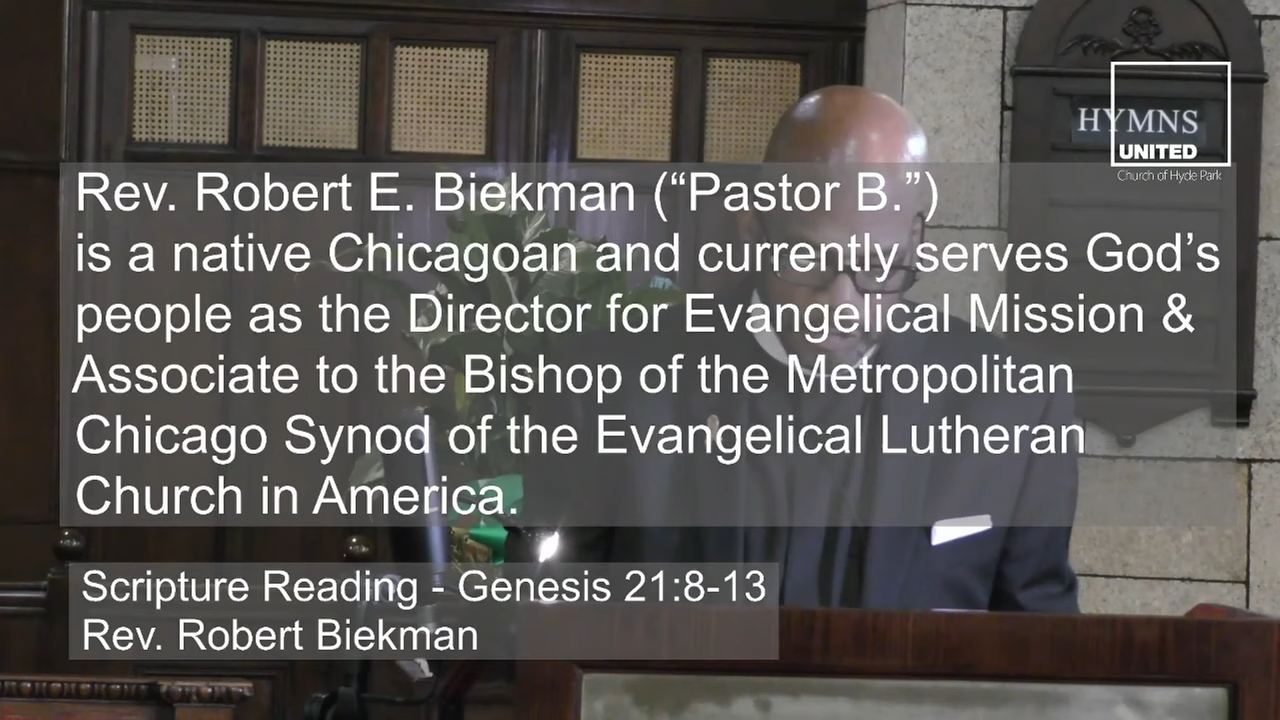 HYMNS
UNITED
Church of Hyde Park
Rev. Robert E. Biekman (“Pastor B.”)
is a native Chicagoan and currently serves God’s
people as the Director for Evangelical Mission &
Associate to the Bishop of the Metropolitan
Chicago Synod of the Evangelical Lutheran
Church in America.
Scripture Reading - Genesis 21:8-13
Rev. Robert Biekman